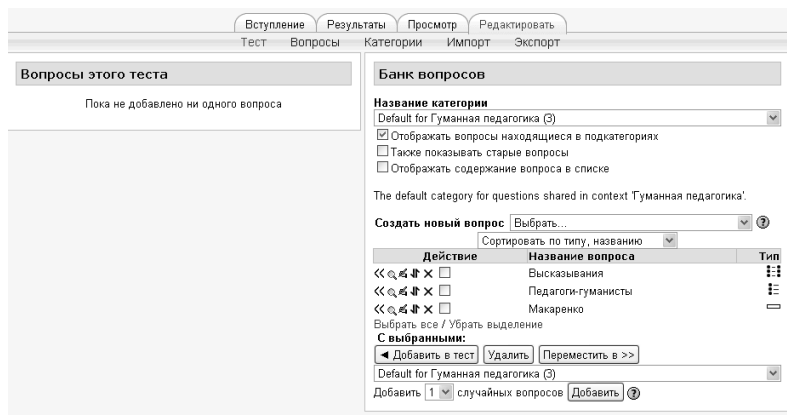 Вступление Результаты Просмотр Редактировать
Тест Вопросы Категории Импорт Экспорт
Вопросы этого теста
Пока не добавлено ни одного вопроса
Банк вопросов
Название категории
Default for Гуманная педагогика (3)
Отображать вопросы находящиеся в подкатегориях
Также показывать старые вопросы
Отображать содержание вопроса в списке
The default category for questions shared in context 'Гуманная педагогика'.
Создать новый вопрос Выбрать... ?
Сортировать по типу, названию
Действие Название вопроса Тип
Высказывания
Педагоги-гуманисты
Макаренко
Выбрать все / Убрать выделение
С выбранными:
◄ Добавить в тест Удалить Переместить в >>
Default for Гуманная педагогика (3)
Добавить 1 случайных вопросов Добавить ?